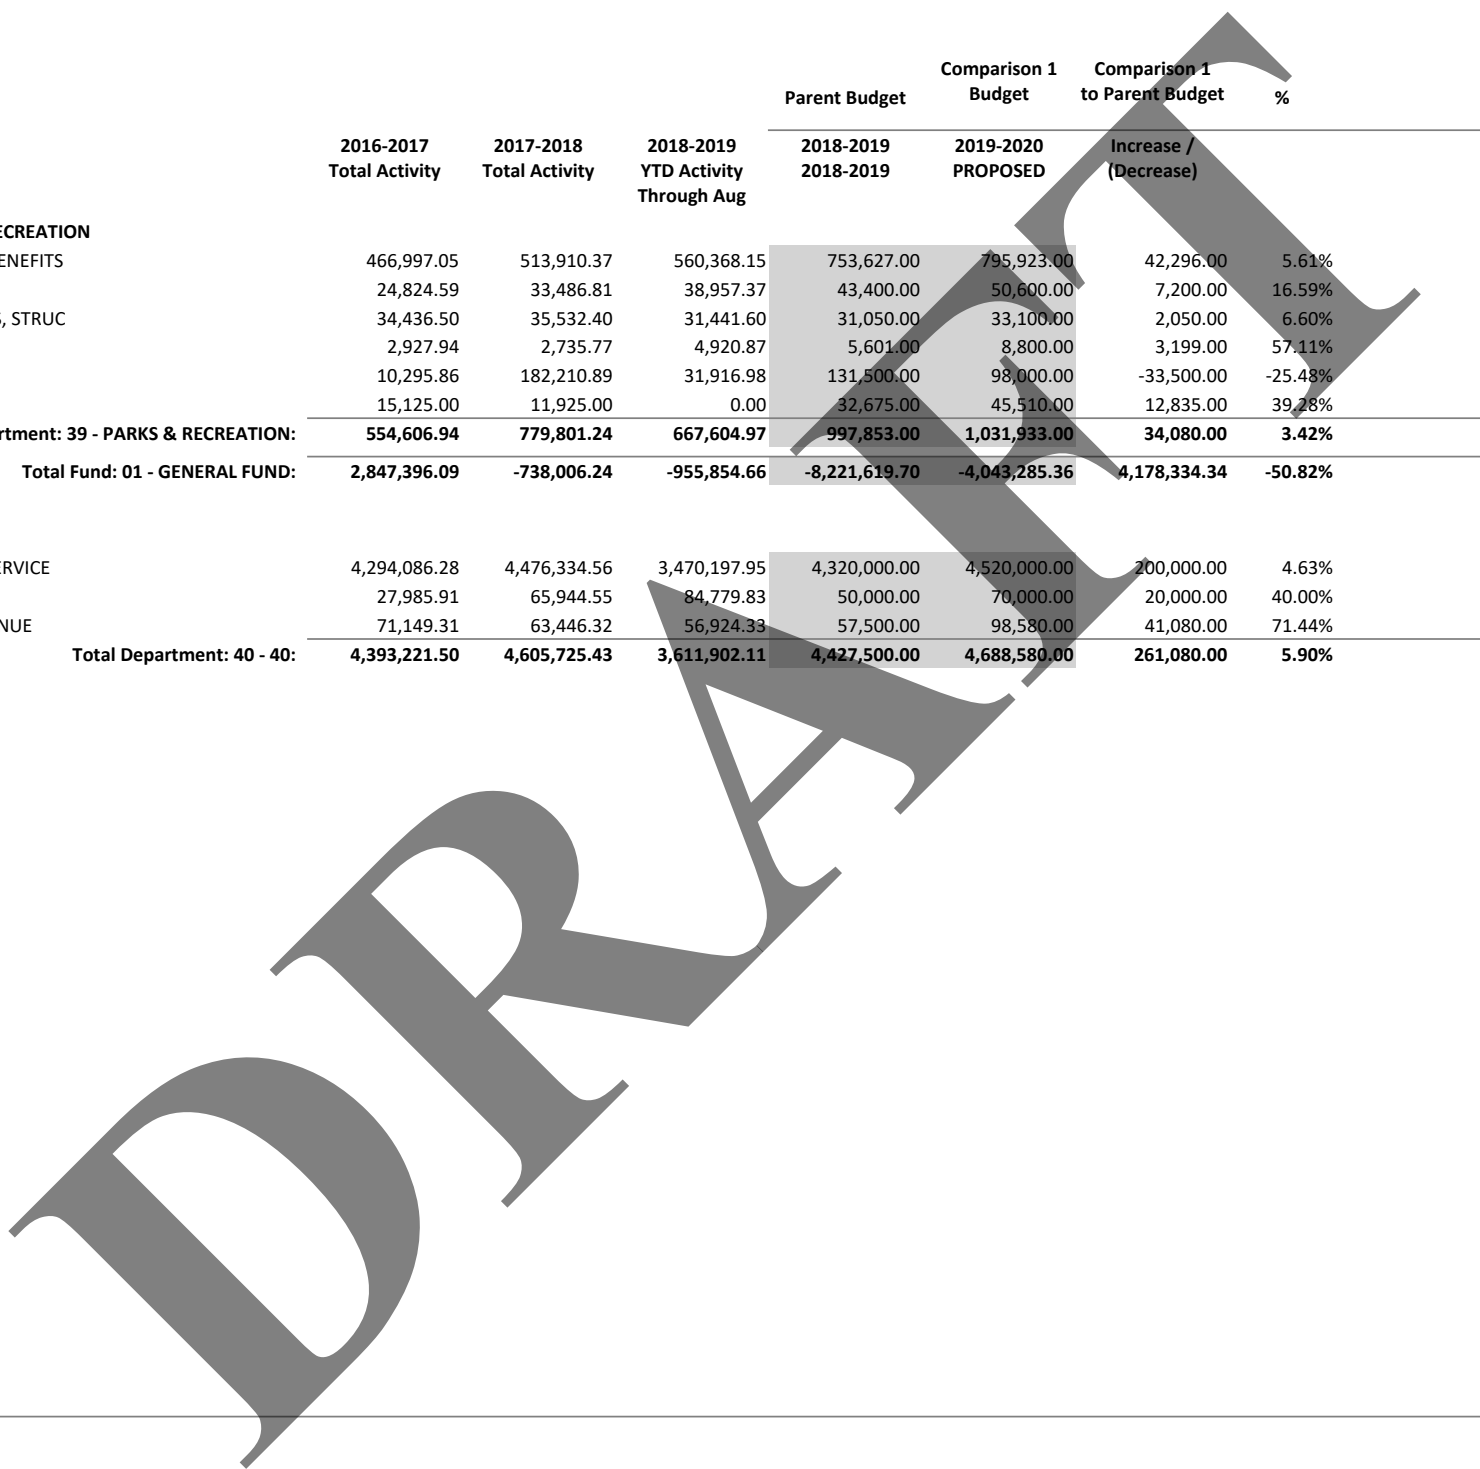 Comparison 1 Comparison 1
Parent Budget Budget to Parent Budget %
2016-2017 2017-2018 2018-2019 2018-2019 2019-2020 Increase /
Total Activity Total Activity YTD Activity 2018-2019 PROPOSED (Decrease)
Through Aug
ECREATION
ENEFITS 466,997.05 513,910.37 560,368.15 753,627.00 795,923.00 42,296.00 5.61%
24,824.59 33,486.81 38,957.37 43,400.00 50,600.00 7,200.00 16.59%
, STRUC 34,436.50 35,532.40 31,441.60 31,050.00 33,100.00 2,050.00 6.60%
2,927.94 2,735.77 4,920.87 5,601.00 8,800.00 3,199.00 57.11%
10,295.86 182,210.89 31,916.98 131,500.00 98,000.00 -33,500.00 -25.48%
15,125.00 11,925.00 0.00 32,675.00 45,510.00 12,835.00 39.28%
rtment: 39 - PARKS & RECREATION: 554,606.94 779,801.24 667,604.97 997,853.00 1,031,933.00 34,080.00 3.42%
Total Fund: 01 - GENERAL FUND: 2,847,396.09 -738,006.24 -955,854.66 -8,221,619.70 -4,043,285.36 4,178,334.34 -50.82%
ERVICE 4,294,086.28 4,476,334.56 3,470,197.95 4,320,000.00 4,520,000.00 200,000.00 4.63%
27,985.91 65,944.55 84,779.83 50,000.00 70,000.00 20,000.00 40.00%
NUE 71,149.31 63,446.32 56,924.33 57,500.00 98,580.00 41,080.00 71.44%
Total Department: 40 - 40: 4,393,221.50 4,605,725.43 3,611,902.11 4,427,500.00 4,688,580.00 261,080.00 5.90%
DRAFT